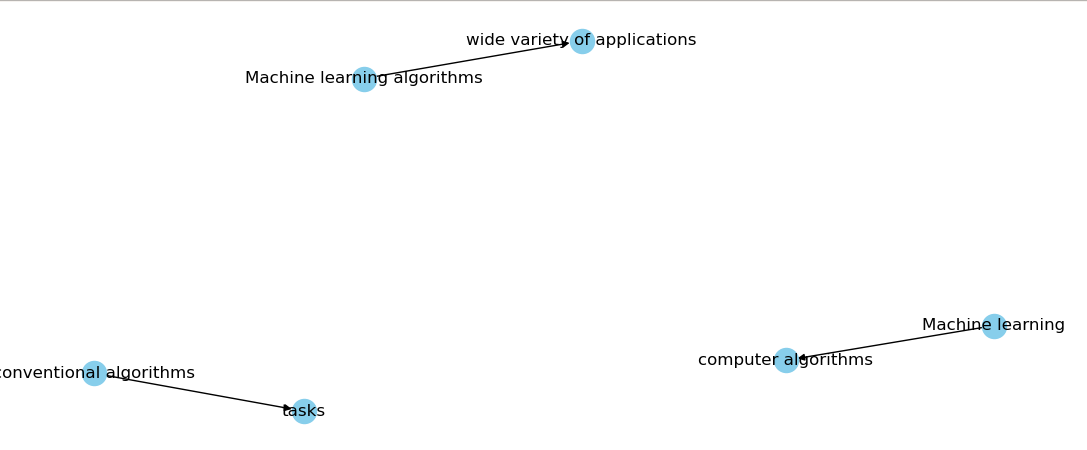 wide variety of applications
Machine learning algorithms
Machine learning
computer algorithms
conventional algorithms
tasks